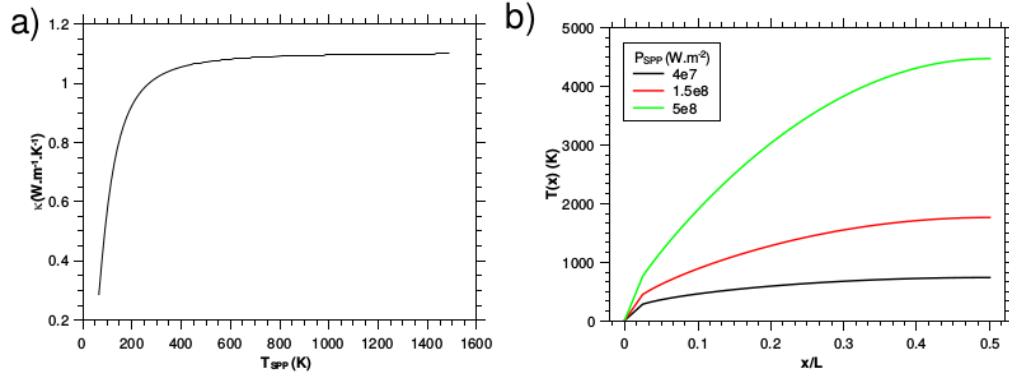 a)
κ(W.m⁻¹.K⁻¹)
1.2
1
0.8
0.6
0.4
0.2
0 200 400 600 800 1000 1200 1400 1600
T_SPP (K)
b)
T(x) (K)
5000
4000
3000
2000
1000
0
P_SPP (W.m⁻²)
4e7
1.5e8
5e8
0 0.1 0.2 0.3 0.4 0.5
x/L